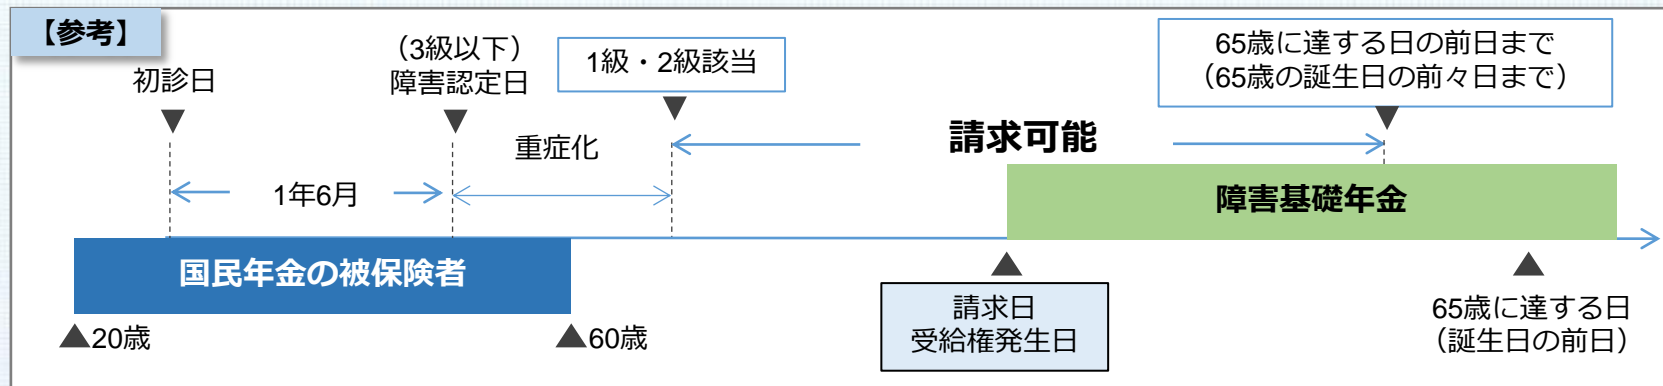 【参考】
初診日
（3級以下）
障害認定日
1級・2級該当
65歳に達する日の前日まで
（65歳の誕生日の前々日まで）
重症化
請求可能
1年6月
障害基礎年金
国民年金の被保険者
▲20歳
▲60歳
請求日
受給権発生日
65歳に達する日
（誕生日の前日）